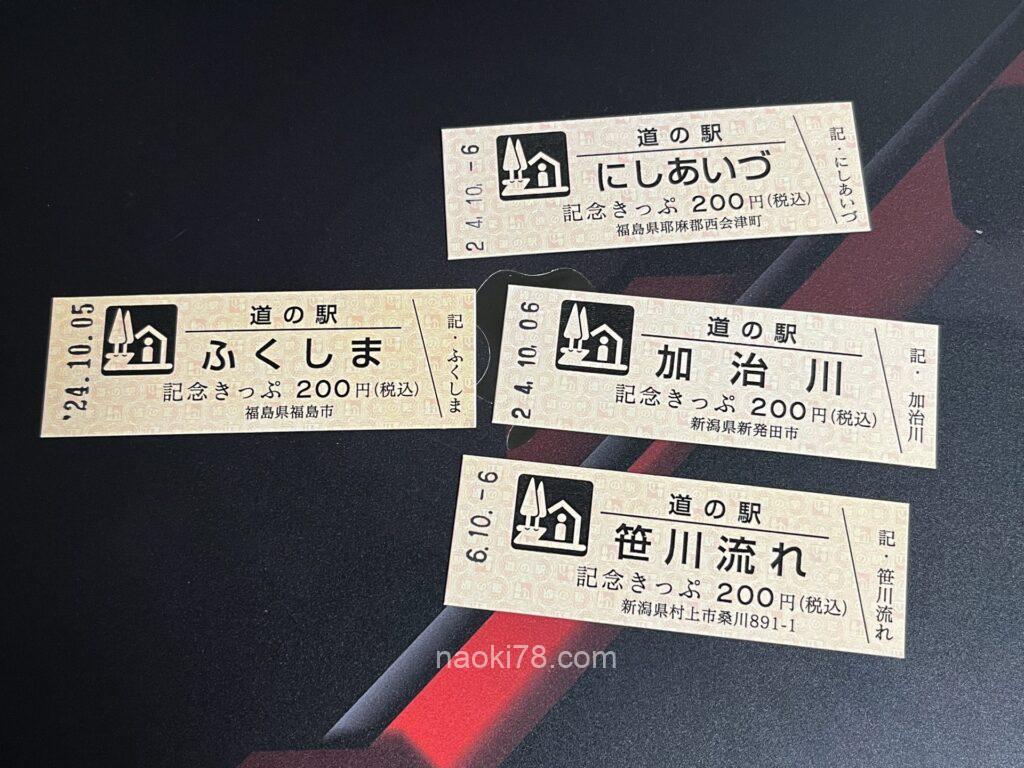 24.10.-6
道の駅
にしあいづ
記念きっぷ 200円(税込)
福島県耶麻郡西会津町
記・にしあいづ
'24.10.05
道の駅
ふくしま
記念きっぷ 200円(税込)
福島県福島市
記・ふくしま
24.10.06
道の駅
加治川
記念きっぷ 200円(税込)
新潟県新発田市
記・加治川
6.10.-6
道の駅
笹川流れ
記念きっぷ 200円(税込)
新潟県村上市桑川891-1
記・笹川流れ
naoki78.com